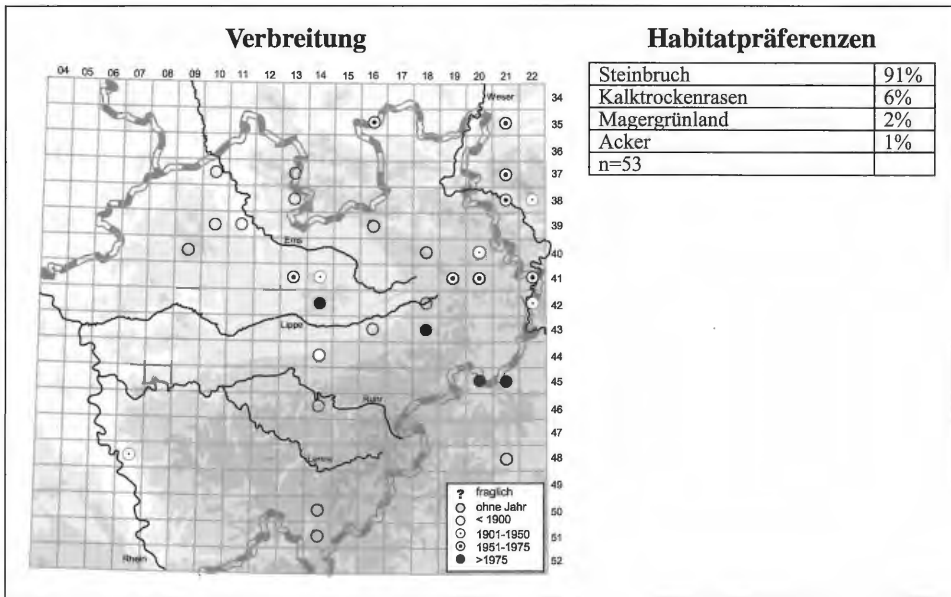 Verbreitung
04 05 06 07 08 09 10 11 12 13 14 15 16 17 18 19 20 21 22
Weser
34
35
36
37
38
39
Ems
40
41
42
Lippe
43
44
45
Ruhr
46
47
Lenne
48
49
? fraglich
ohne Jahr
50
< 1900
1901-1950
51
1951-1975
>1975
52
Rhein
Habitatpräferenzen
Steinbruch 91%
Kalktrockenrasen 6%
Magergrünland 2%
Acker 1%
n=53